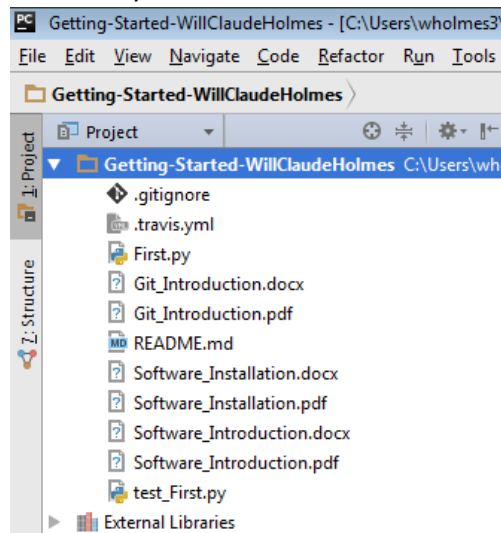 PC Getting-Started-WillClaudeHolmes - [C:\Users\wholmes3\
File Edit View Navigate Code Refactor Run Tools
Getting-Started-WillClaudeHolmes
1: Project
7: Structure
Project
Getting-Started-WillClaudeHolmes C:\Users\wh
.gitignore
.travis.yml
First.py
Git_Introduction.docx
Git_Introduction.pdf
MD README.md
Software_Installation.docx
Software_Installation.pdf
Software_Introduction.docx
Software_Introduction.pdf
test_First.py
External Libraries